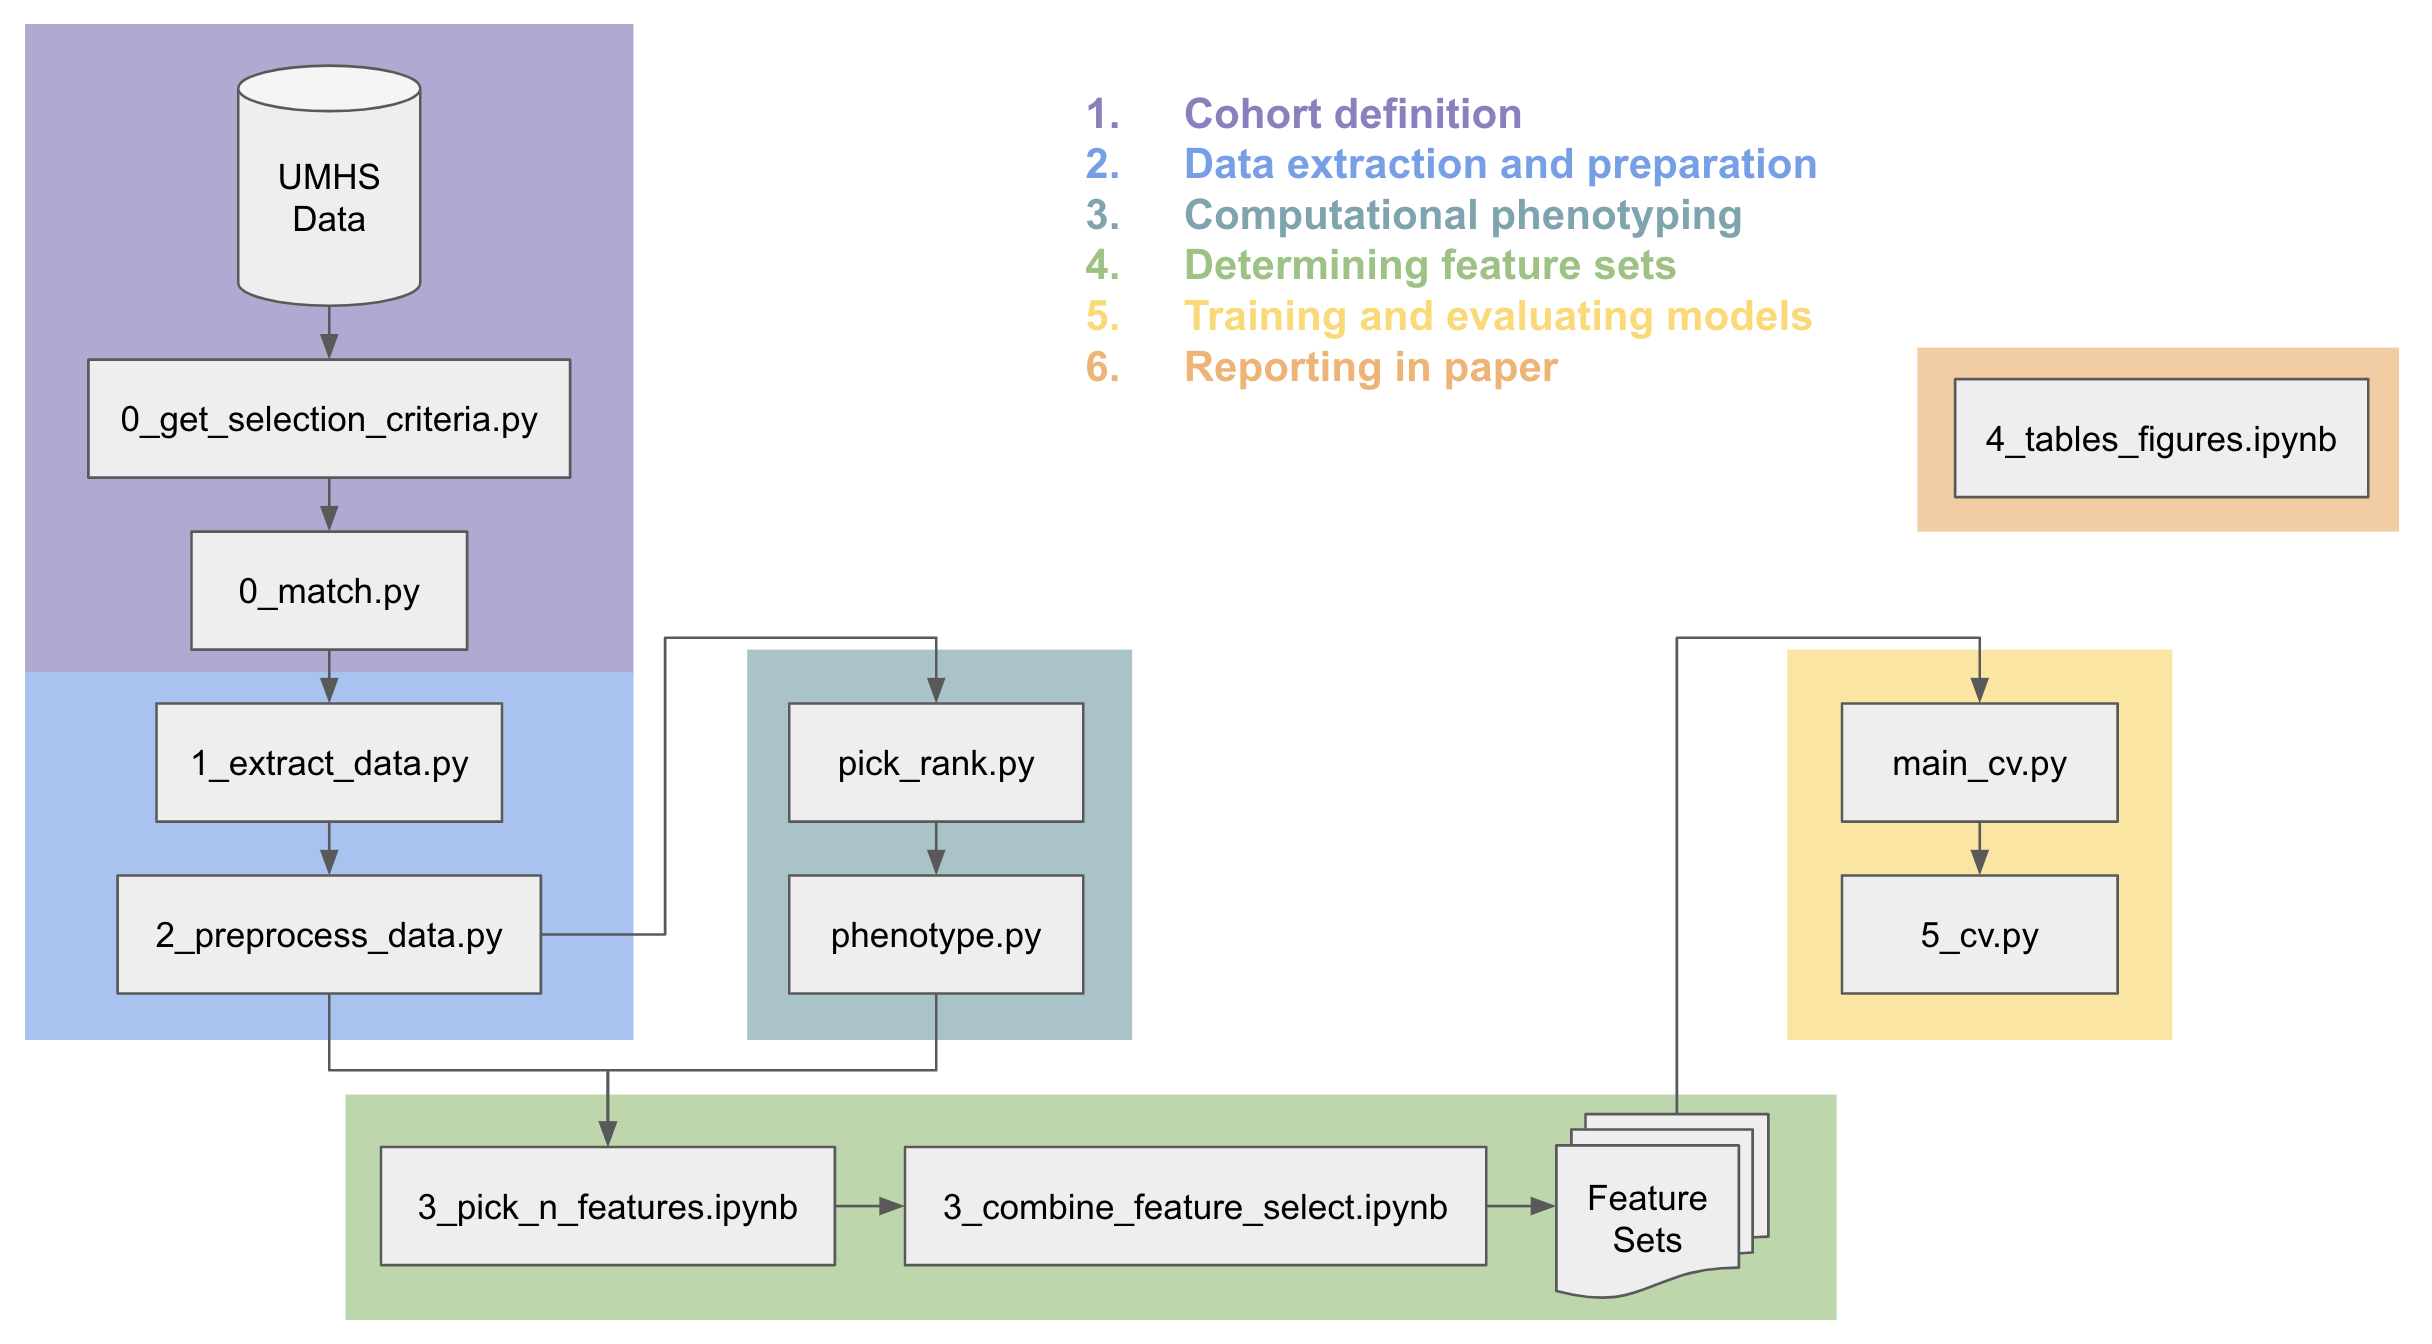 UMHS
Data
0_get_selection_criteria.py
0_match.py
1_extract_data.py
2_preprocess_data.py
1. Cohort definition
2. Data extraction and preparation
3. Computational phenotyping
4. Determining feature sets
5. Training and evaluating models
6. Reporting in paper
4_tables_figures.ipynb
pick_rank.py
phenotype.py
main_cv.py
5_cv.py
3_pick_n_features.ipynb
3_combine_feature_select.ipynb
Feature
Sets